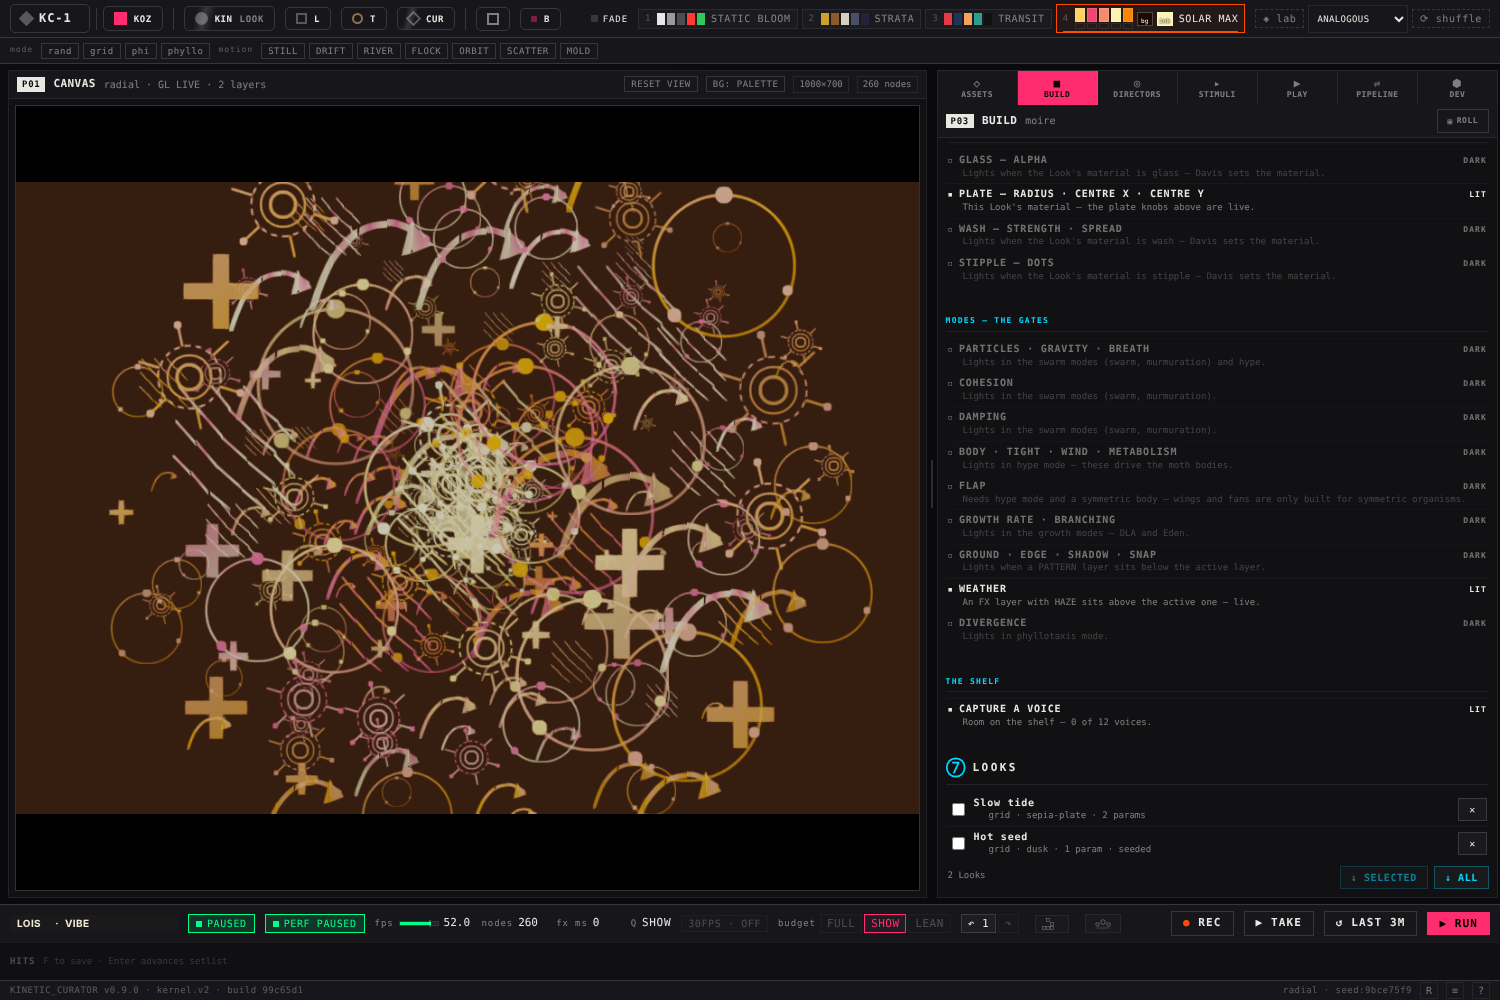 KC-1 KOZ KIN LOOK L T CUR B FADE 1 STATIC BLOOM 2 STRATA 3 TRANSIT 4 bg SOLAR MAX ◈ lab ANALOGOUS ⟳ shuffle
mode rand grid phi phyllo motion STILL DRIFT RIVER FLOCK ORBIT SCATTER MOLD
P01 CANVAS radial · GL LIVE · 2 layers RESET VIEW BG: PALETTE 1000×700 260 nodes
ASSETS BUILD DIRECTORS STIMULI PLAY PIPELINE DEV
P03 BUILD moire ROLL
GLASS — ALPHA DARK
Lights when the Look's material is glass — Davis sets the material.
PLATE — RADIUS · CENTRE X · CENTRE Y LIT
This Look's material — the plate knobs above are live.
WASH — STRENGTH · SPREAD DARK
Lights when the Look's material is wash — Davis sets the material.
STIPPLE — DOTS DARK
Lights when the Look's material is stipple — Davis sets the material.
MODES — THE GATES
PARTICLES · GRAVITY · BREATH DARK
Lights in the swarm modes (swarm, murmuration) and hype.
COHESION DARK
Lights in the swarm modes (swarm, murmuration).
DAMPING DARK
Lights in the swarm modes (swarm, murmuration).
BODY · TIGHT · WIND · METABOLISM DARK
Lights in hype mode — these drive the moth bodies.
FLAP DARK
Needs hype mode and a symmetric body — wings and fans are only built for symmetric organisms.
GROWTH RATE · BRANCHING DARK
Lights in the growth modes — DLA and Eden.
GROUND · EDGE · SHADOW · SNAP DARK
Lights when a PATTERN layer sits below the active layer.
WEATHER LIT
An FX layer with HAZE sits above the active one — live.
DIVERGENCE DARK
Lights in phyllotaxis mode.
THE SHELF
CAPTURE A VOICE LIT
Room on the shelf — 0 of 12 voices.
7 LOOKS
Slow tide ×
grid · sepia-plate · 2 params
Hot seed ×
grid · dusk · 1 param · seeded
2 Looks ↓ SELECTED ↓ ALL
LOIS · VIBE PAUSED PERF PAUSED fps 52.0 nodes 260 fx ms 0 Q SHOW 30FPS · OFF budget FULL SHOW LEAN ↶ 1 ↷ ● REC ▶ TAKE ↺ LAST 3M ▶ RUN
HITS F to save · Enter advances setlist
KINETIC_CURATOR v0.9.0 · kernel.v2 · build 99c65d1 radial · seed:9bce75f9 R ≡ ?